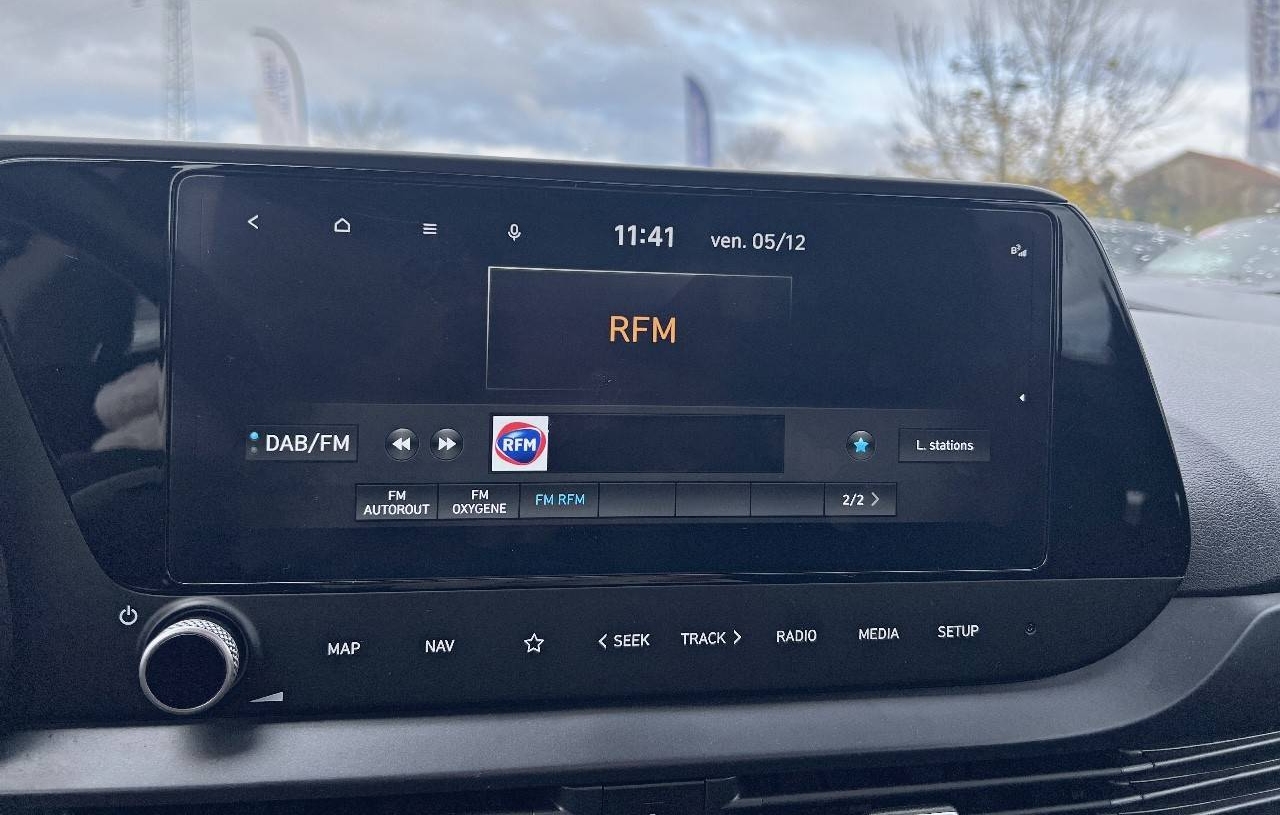 11:41 ven. 05/12
RFM
DAB/FM
RFM
L. stations
FM AUTOROUT
FM OXYGENE
FM RFM
2/2
MAP NAV SEEK TRACK RADIO MEDIA SETUP